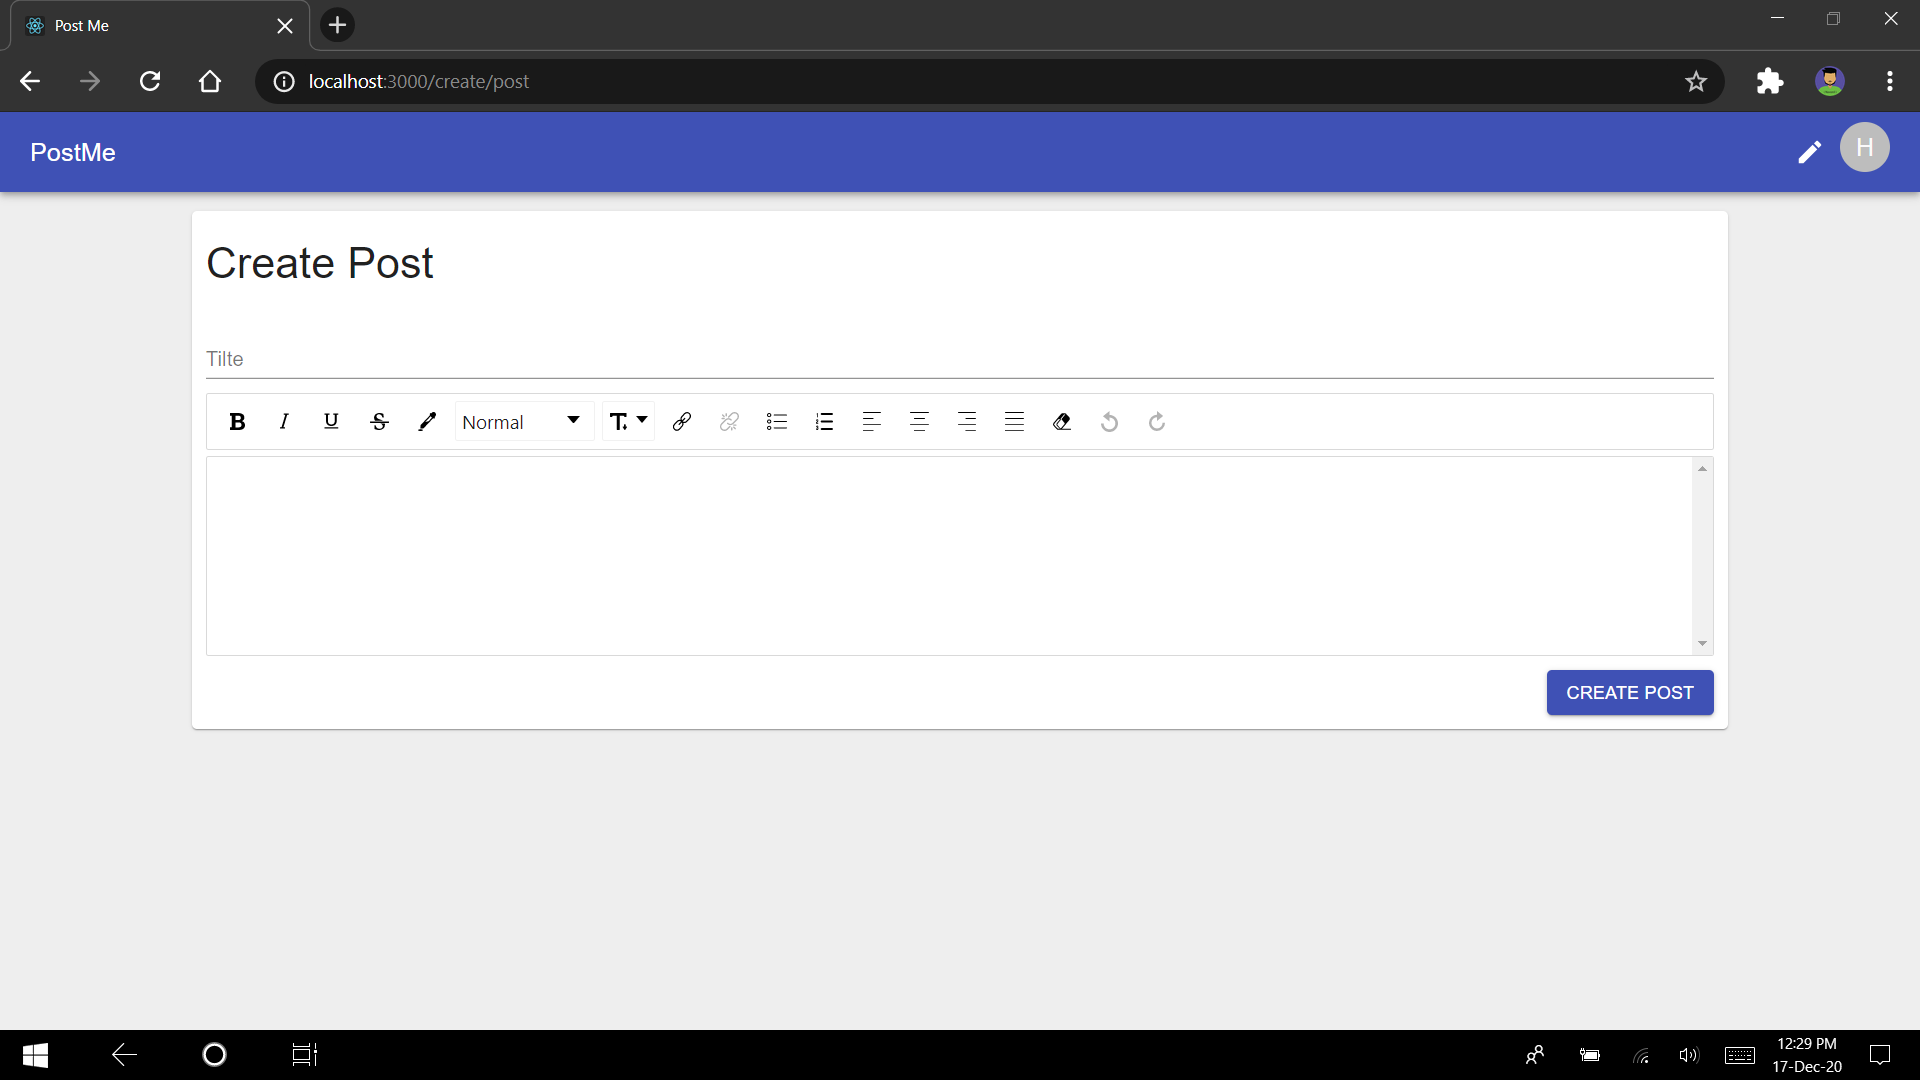 Post Me
localhost:3000/create/post
PostMe
H
Create Post
Tilte
B I U S Normal T
CREATE POST
12:29 PM
17-Dec-20